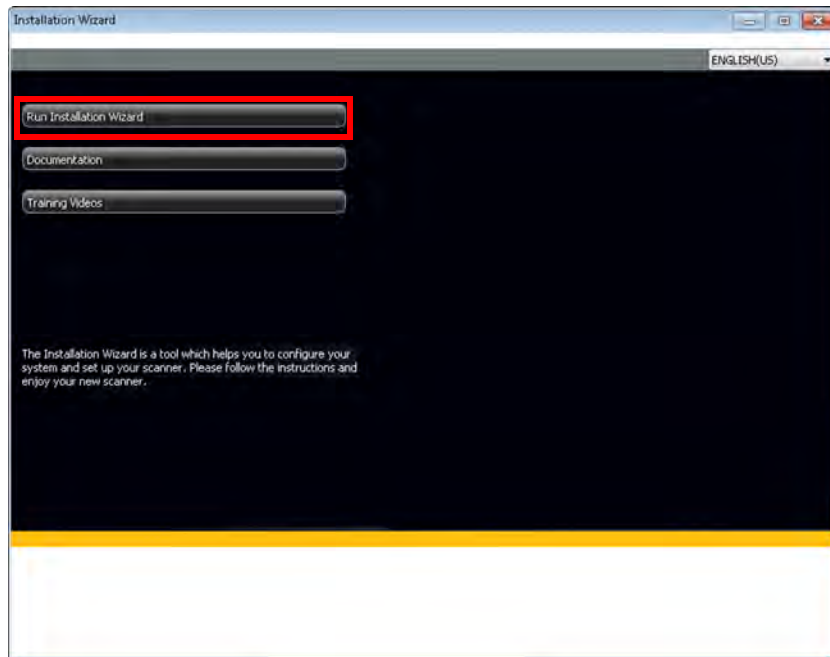 Installation Wizard
ENGLISH(US)
Run Installation Wizard
Documentation
Training Videos
The Installation Wizard is a tool which helps you to configure your
system and set up your scanner. Please follow the instructions and
enjoy your new scanner.